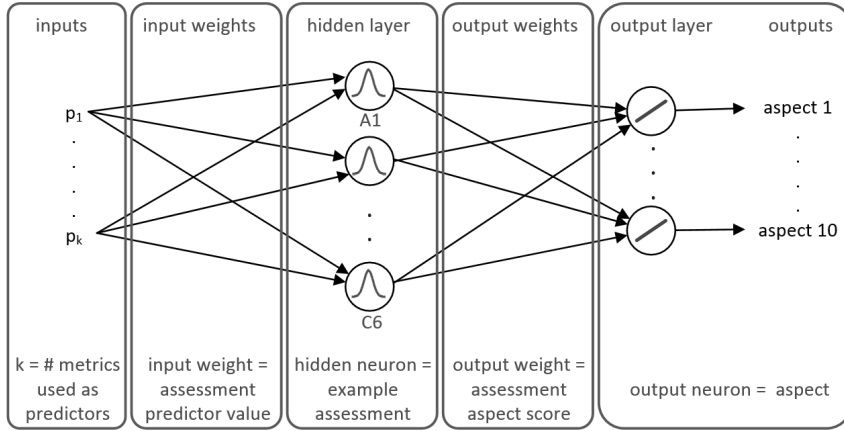 inputs
input weights
hidden layer
output weights
output layer
outputs
p1
pk
A1
C6
aspect 1
aspect 10
k = # metrics
used as
predictors
input weight =
assessment
predictor value
hidden neuron =
example
assessment
output weight =
assessment
aspect score
output neuron = aspect